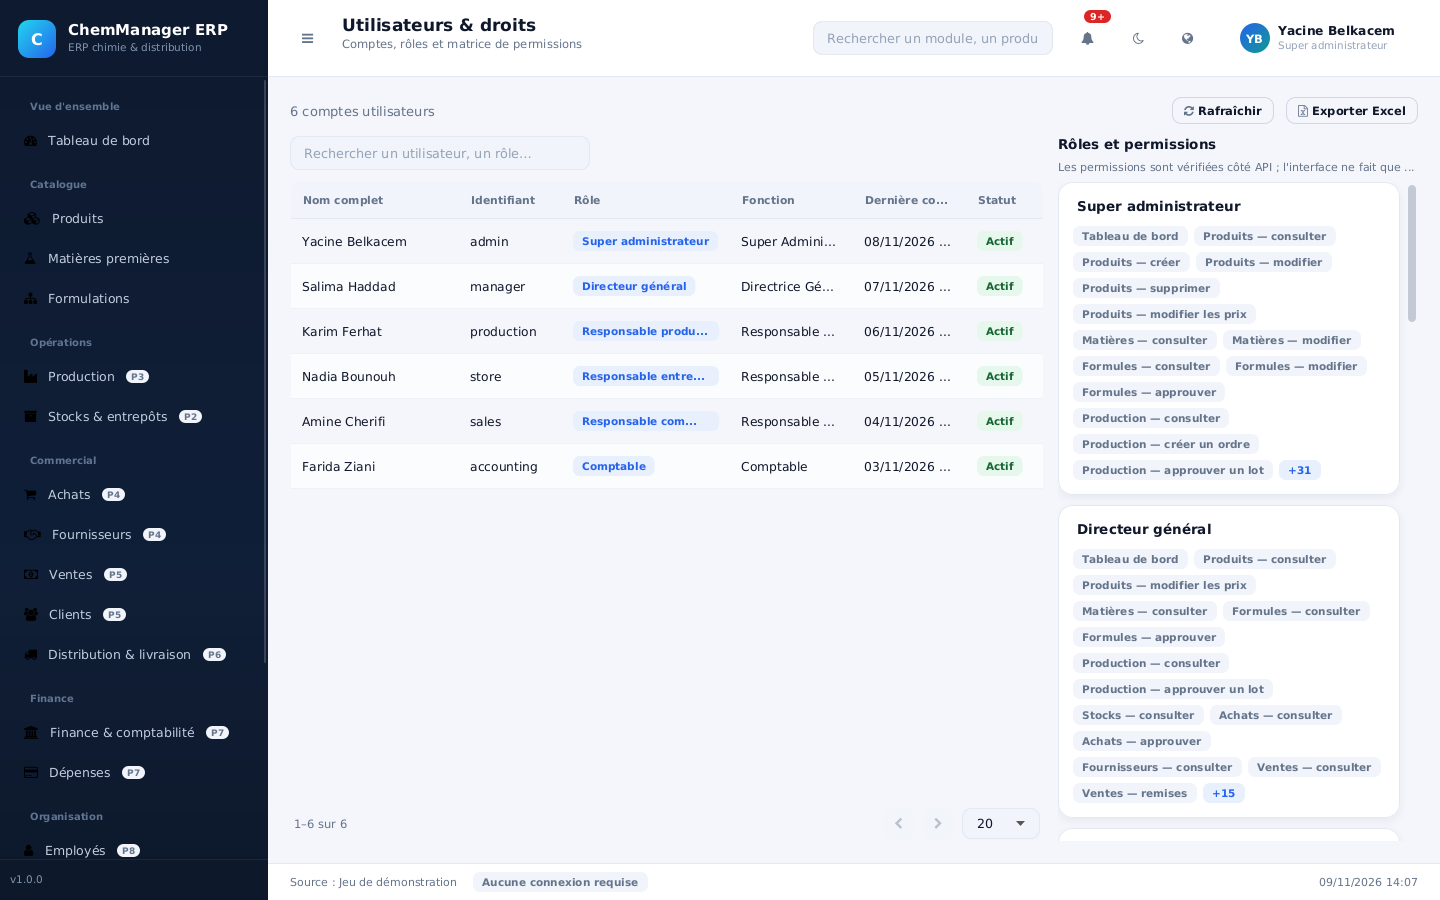 C
ChemManager ERP
ERP chimie & distribution
Vue d'ensemble
Tableau de bord
Catalogue
Produits
Matières premières
Formulations
Opérations
Production P3
Stocks & entrepôts P2
Commercial
Achats P4
Fournisseurs P4
Ventes P5
Clients P5
Distribution & livraison P6
Finance
Finance & comptabilité P7
Dépenses P7
Organisation
Employés P8
v1.0.0
Utilisateurs & droits
Comptes, rôles et matrice de permissions
Rechercher un module, un produ
9+
YB
Yacine Belkacem
Super administrateur
6 comptes utilisateurs
Rafraîchir
Exporter Excel
Rechercher un utilisateur, un rôle...
Nom complet Identifiant Rôle Fonction Dernière co... Statut
Yacine Belkacem admin Super administrateur Super Admini... 08/11/2026 ... Actif
Salima Haddad manager Directeur général Directrice Gé... 07/11/2026 ... Actif
Karim Ferhat production Responsable produ... Responsable ... 06/11/2026 ... Actif
Nadia Bounouh store Responsable entre... Responsable ... 05/11/2026 ... Actif
Amine Cherifi sales Responsable com... Responsable ... 04/11/2026 ... Actif
Farida Ziani accounting Comptable Comptable 03/11/2026 ... Actif
1–6 sur 6
20
Rôles et permissions
Les permissions sont vérifiées côté API ; l'interface ne fait que ...
Super administrateur
Tableau de bord Produits — consulter
Produits — créer Produits — modifier
Produits — supprimer
Produits — modifier les prix
Matières — consulter Matières — modifier
Formules — consulter Formules — modifier
Formules — approuver
Production — consulter
Production — créer un ordre
Production — approuver un lot +31
Directeur général
Tableau de bord Produits — consulter
Produits — modifier les prix
Matières — consulter Formules — consulter
Formules — approuver
Production — consulter
Production — approuver un lot
Stocks — consulter Achats — consulter
Achats — approuver
Fournisseurs — consulter Ventes — consulter
Ventes — remises +15
Source : Jeu de démonstration Aucune connexion requise
09/11/2026 14:07